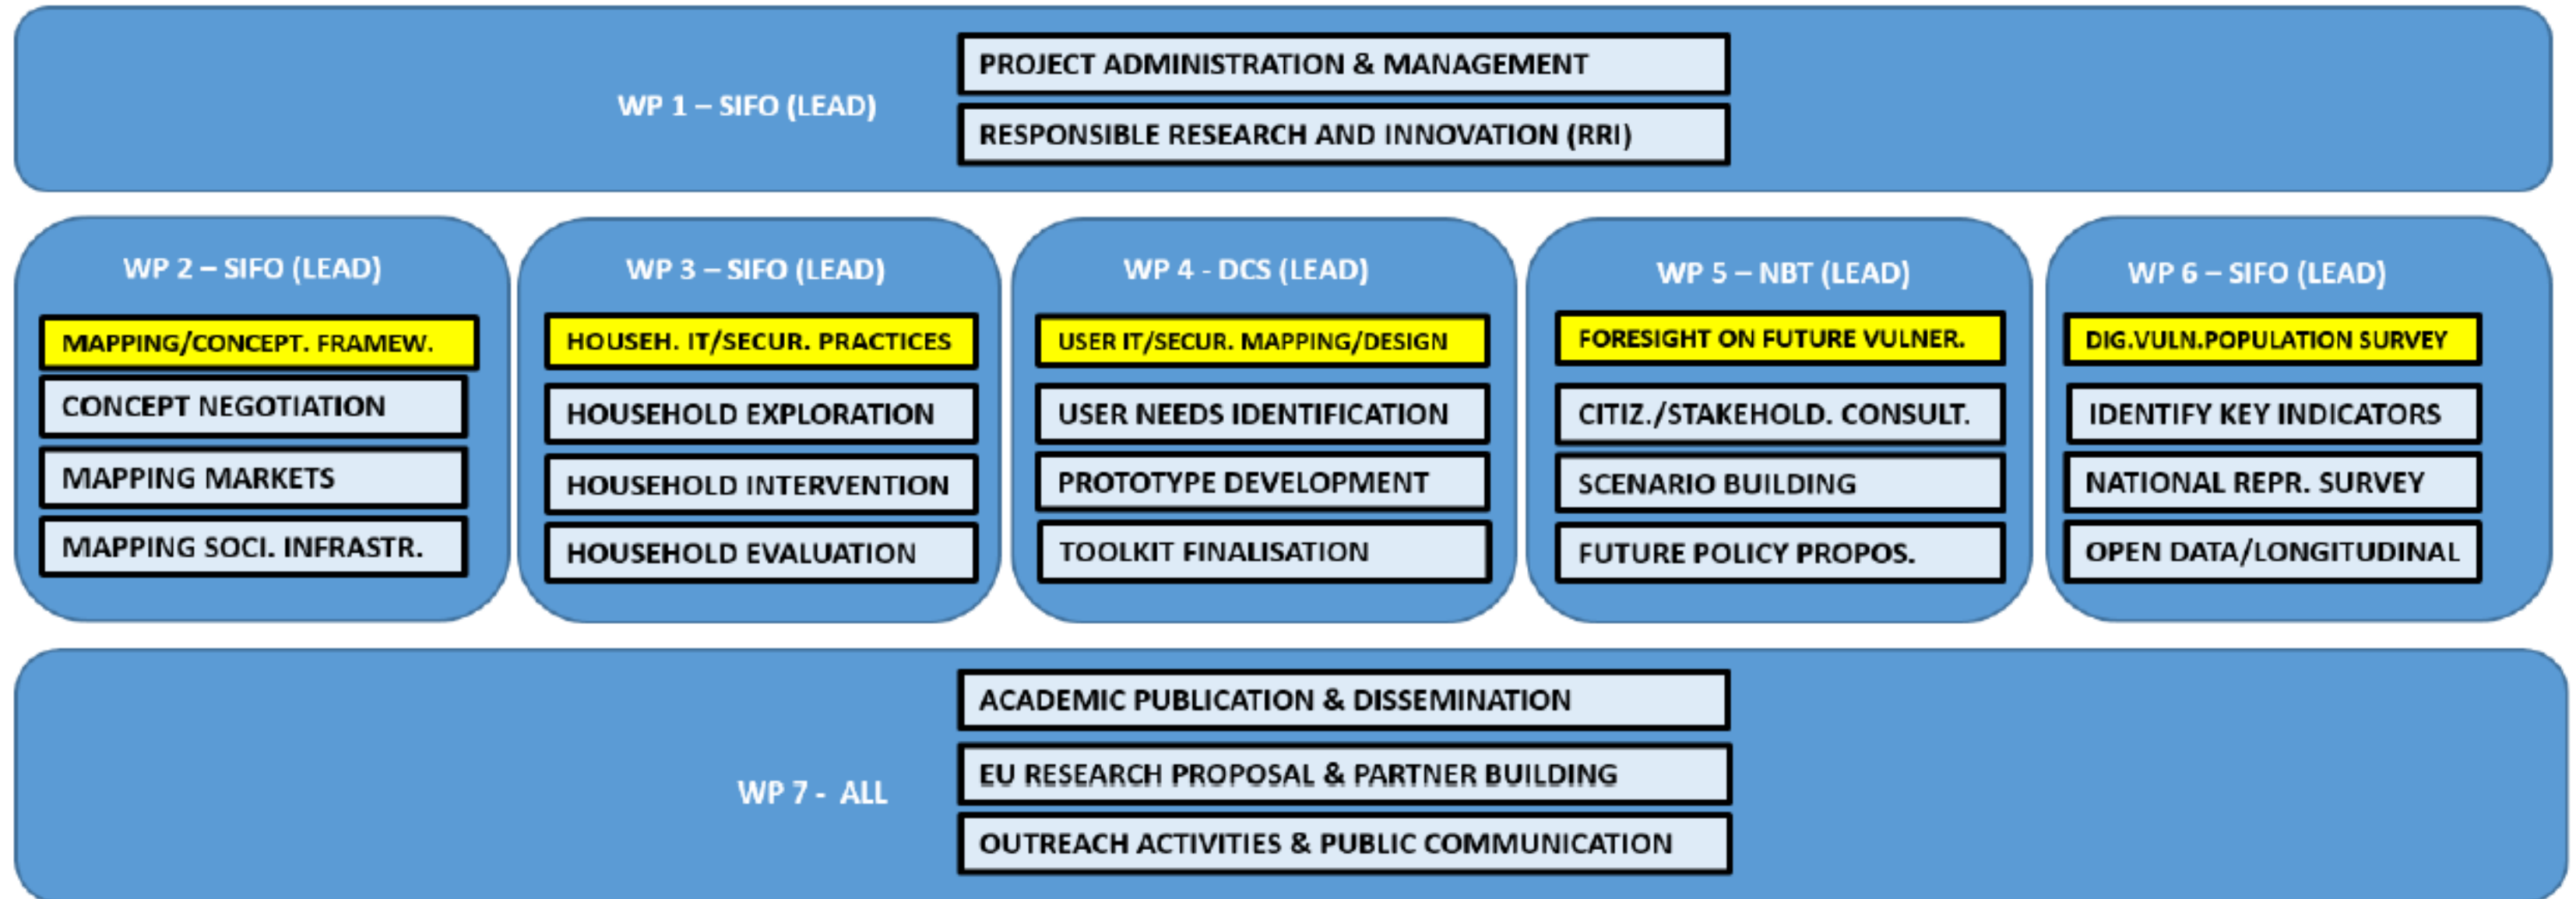 PROJECT ADMINISTRATION & MANAGEMENT
WP 1 – SIFO (LEAD)
RESPONSIBLE RESEARCH AND INNOVATION (RRI)
WP 2 – SIFO (LEAD)
MAPPING/CONCEPT. FRAMEW.
CONCEPT NEGOTIATION
MAPPING MARKETS
MAPPING SOCI. INFRASTR.
WP 3 – SIFO (LEAD)
HOUSEH. IT/SECUR. PRACTICES
HOUSEHOLD EXPLORATION
HOUSEHOLD INTERVENTION
HOUSEHOLD EVALUATION
WP 4 - DCS (LEAD)
USER IT/SECUR. MAPPING/DESIGN
USER NEEDS IDENTIFICATION
PROTOTYPE DEVELOPMENT
TOOLKIT FINALISATION
WP 5 – NBT (LEAD)
FORESIGHT ON FUTURE VULNER.
CITIZ./STAKEHOLD. CONSULT.
SCENARIO BUILDING
FUTURE POLICY PROPOS.
WP 6 – SIFO (LEAD)
DIG.VULN.POPULATION SURVEY
IDENTIFY KEY INDICATORS
NATIONAL REPR. SURVEY
OPEN DATA/LONGITUDINAL
ACADEMIC PUBLICATION & DISSEMINATION
EU RESEARCH PROPOSAL & PARTNER BUILDING
WP 7 - ALL
OUTREACH ACTIVITIES & PUBLIC COMMUNICATION